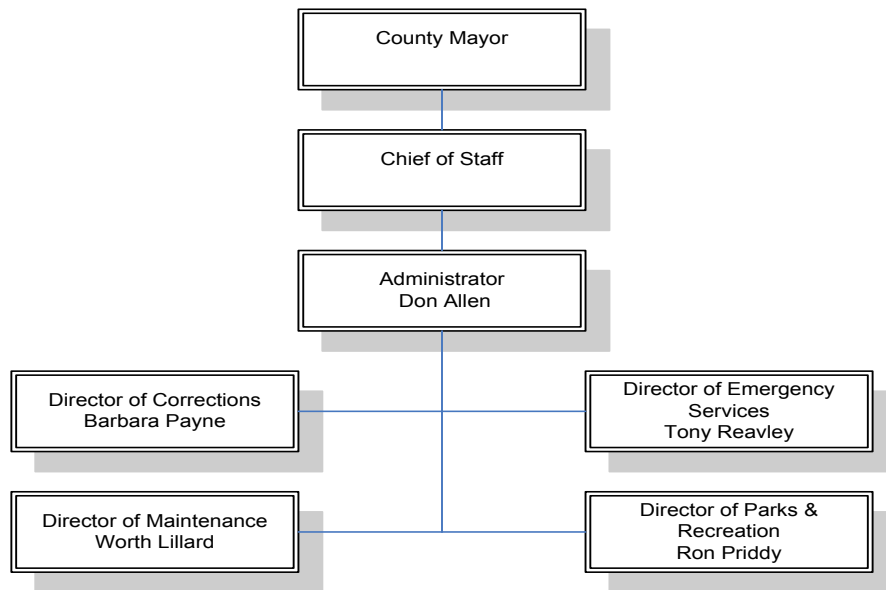 County Mayor
Chief of Staff
Administrator
Don Allen
Director of Corrections
Barbara Payne
Director of Emergency
Services
Tony Reavley
Director of Maintenance
Worth Lillard
Director of Parks &
Recreation
Ron Priddy